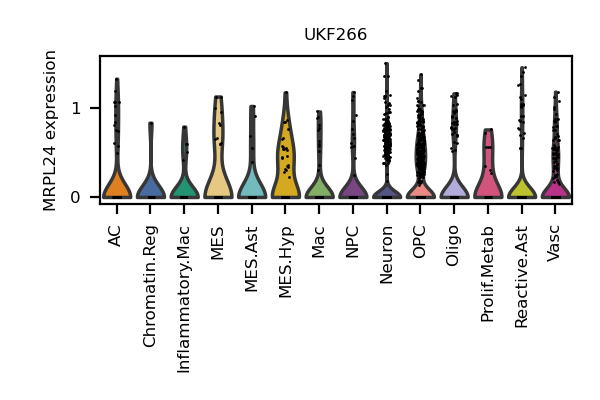 UKF266
MRPL24 expression
1
0
AC
Chromatin.Reg
Inflammatory.Mac
MES
MES.Ast
MES.Hyp
Mac
NPC
Neuron
OPC
Oligo
Prolif.Metab
Reactive.Ast
Vasc